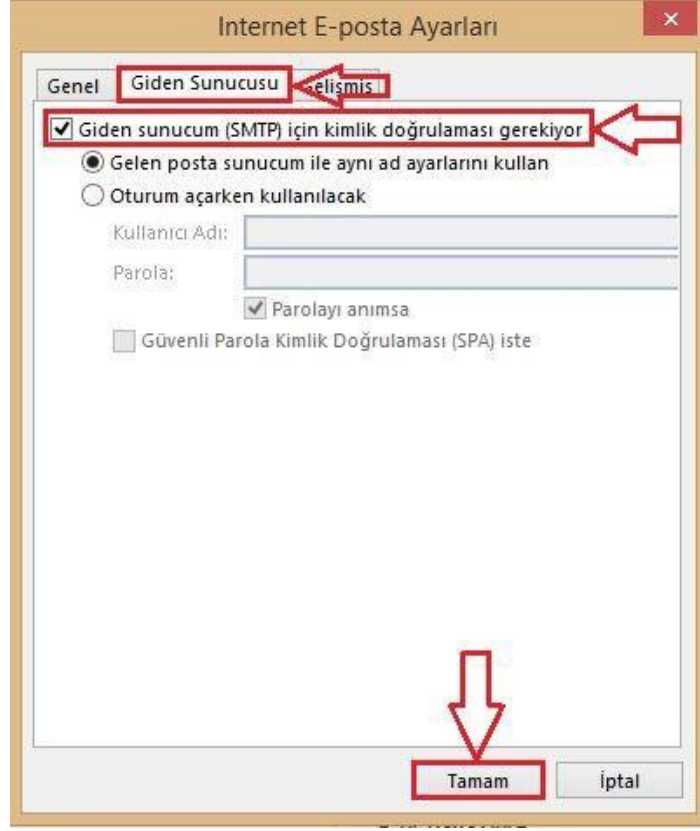 Internet E-posta Ayarları
Genel Giden Sunucusu Gelişmiş
Giden sunucum (SMTP) için kimlik doğrulaması gerekiyor
Gelen posta sunucum ile aynı ad ayarlarını kullan
Oturum açarken kullanılacak
Kullanıcı Adı:
Parola:
Parolayı anımsa
Güvenli Parola Kimlik Doğrulaması (SPA) iste
Tamam İptal